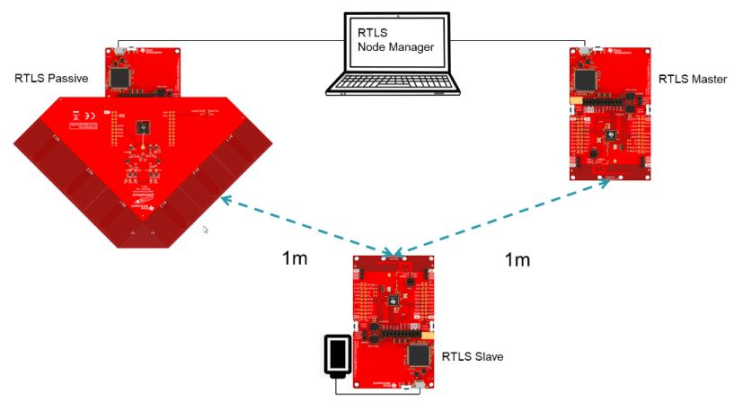 RTLS
Node Manager
RTLS Passive
RTLS Master
1m
1m
RTLS Slave